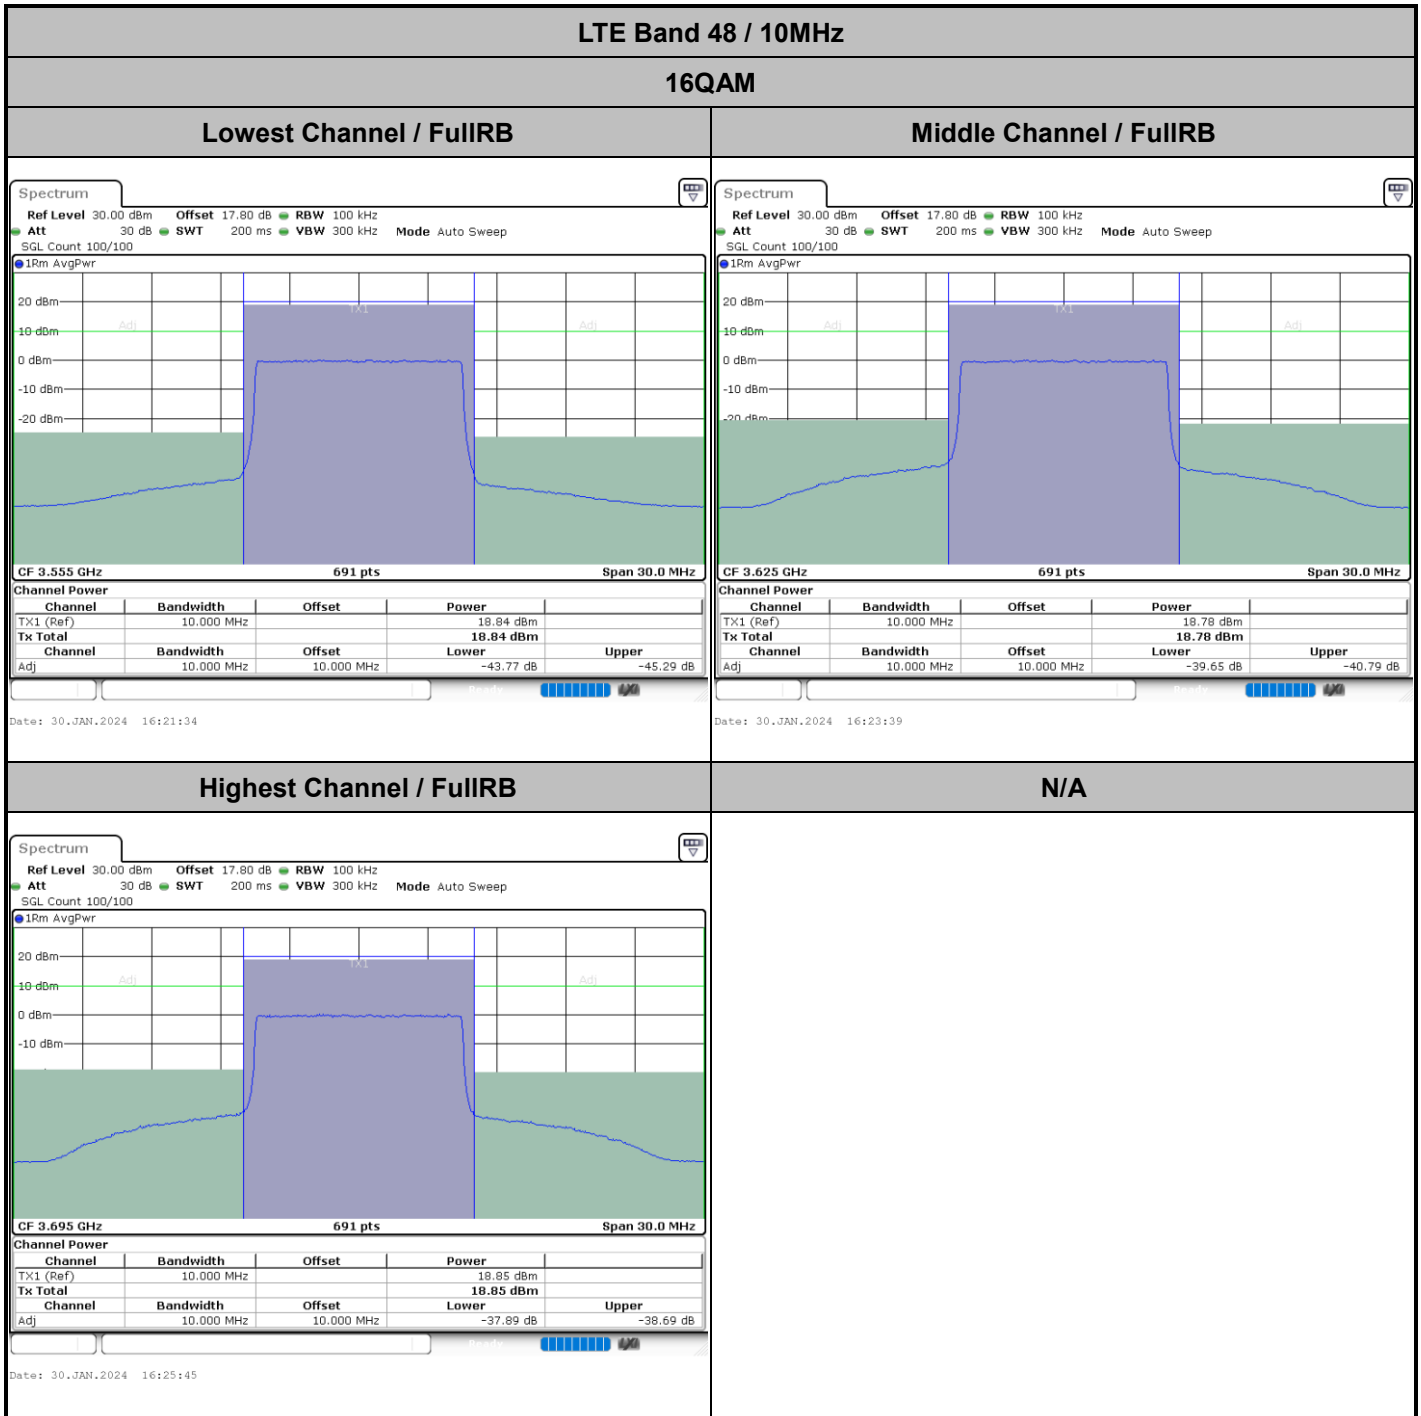 LTE Band 48 / 10MHz
16QAM
Lowest Channel / FullRB
Middle Channel / FullRB
Spectrum
Ref Level 30.00 dBm Offset 17.80 dB RBW 100 kHz
Att 30 dB SWT 200 ms VBW 300 kHz Mode Auto Sweep
SGL Count 100/100
1Rm AvgPwr
TX1
Adj
Adj
20 dBm
10 dBm
0 dBm
-10 dBm
-20 dBm
CF 3.555 GHz 691 pts Span 30.0 MHz
Channel Power
Channel Bandwidth Offset Power
TX1 (Ref) 10.000 MHz 18.84 dBm
Tx Total 18.84 dBm
Channel Bandwidth Offset Lower Upper
Adj 10.000 MHz 10.000 MHz -43.77 dB -45.29 dB
Ready
Date: 30.JAN.2024 16:21:34
Spectrum
Ref Level 30.00 dBm Offset 17.80 dB RBW 100 kHz
Att 30 dB SWT 200 ms VBW 300 kHz Mode Auto Sweep
SGL Count 100/100
1Rm AvgPwr
TX1
Adj
Adj
20 dBm
10 dBm
0 dBm
-10 dBm
-20 dBm
CF 3.625 GHz 691 pts Span 30.0 MHz
Channel Power
Channel Bandwidth Offset Power
TX1 (Ref) 10.000 MHz 18.78 dBm
Tx Total 18.78 dBm
Channel Bandwidth Offset Lower Upper
Adj 10.000 MHz 10.000 MHz -39.65 dB -40.79 dB
Ready
Date: 30.JAN.2024 16:23:39
Highest Channel / FullRB
N/A
Spectrum
Ref Level 30.00 dBm Offset 17.80 dB RBW 100 kHz
Att 30 dB SWT 200 ms VBW 300 kHz Mode Auto Sweep
SGL Count 100/100
1Rm AvgPwr
TX1
Adj
Adj
20 dBm
10 dBm
0 dBm
-10 dBm
CF 3.695 GHz 691 pts Span 30.0 MHz
Channel Power
Channel Bandwidth Offset Power
TX1 (Ref) 10.000 MHz 18.85 dBm
Tx Total 18.85 dBm
Channel Bandwidth Offset Lower Upper
Adj 10.000 MHz 10.000 MHz -37.89 dB -38.69 dB
Ready
Date: 30.JAN.2024 16:25:45